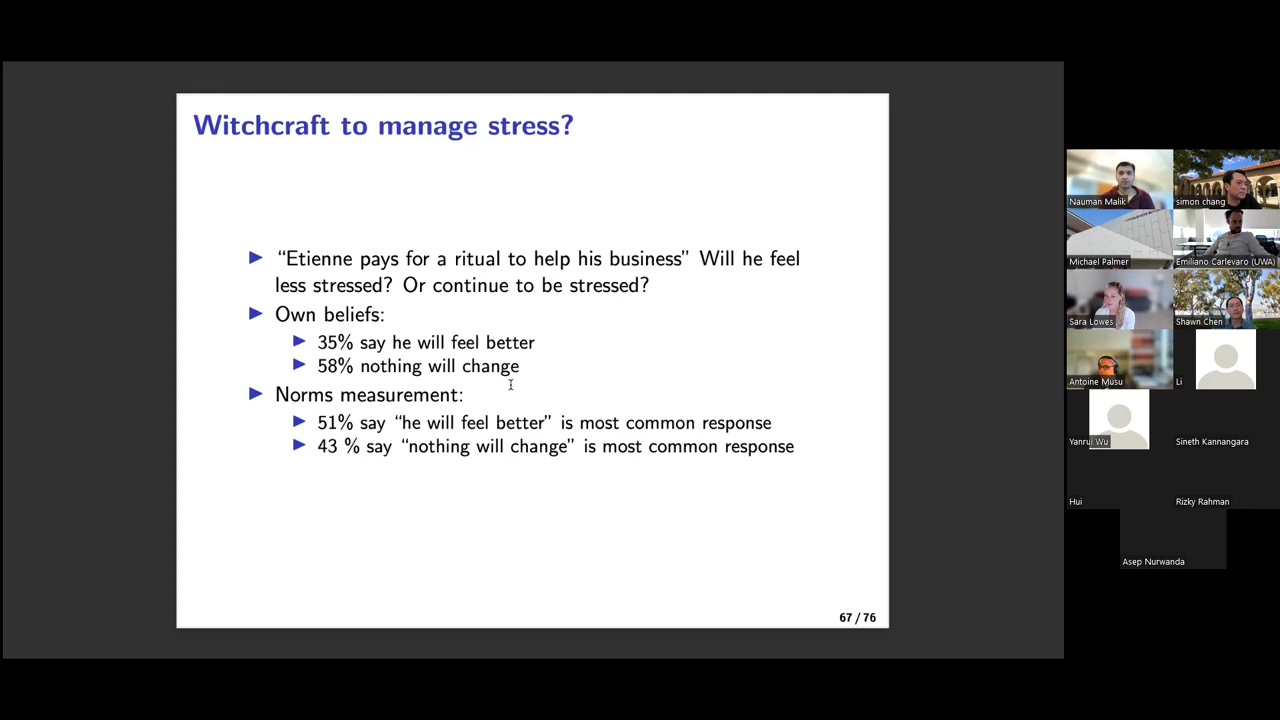 Witchcraft to manage stress?
“Etienne pays for a ritual to help his business” Will he feel
less stressed? Or continue to be stressed?
Own beliefs:
35% say he will feel better
58% nothing will change
Norms measurement:
51% say “he will feel better” is most common response
43 % say “nothing will change” is most common response
67 / 76
Nauman Malik
simon chang
Michael Palmer
Emiliano Carlevaro (UWA)
Sara Lowes
Shawn Chen
Antoine Musu
Li
Yanrui Wu
Sineth Kannangara
Hui
Rizky Rahman
Asep Nurwanda